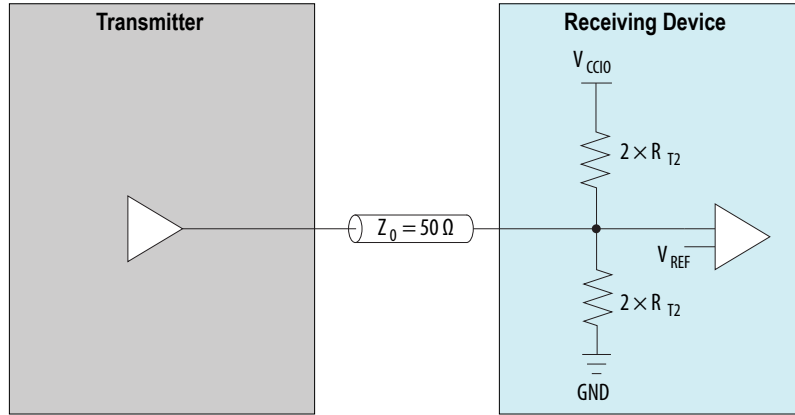 Transmitter
Receiving Device
V CCIO
2 × R T2
Z 0 = 50 Ω
V REF
2 × R T2
GND